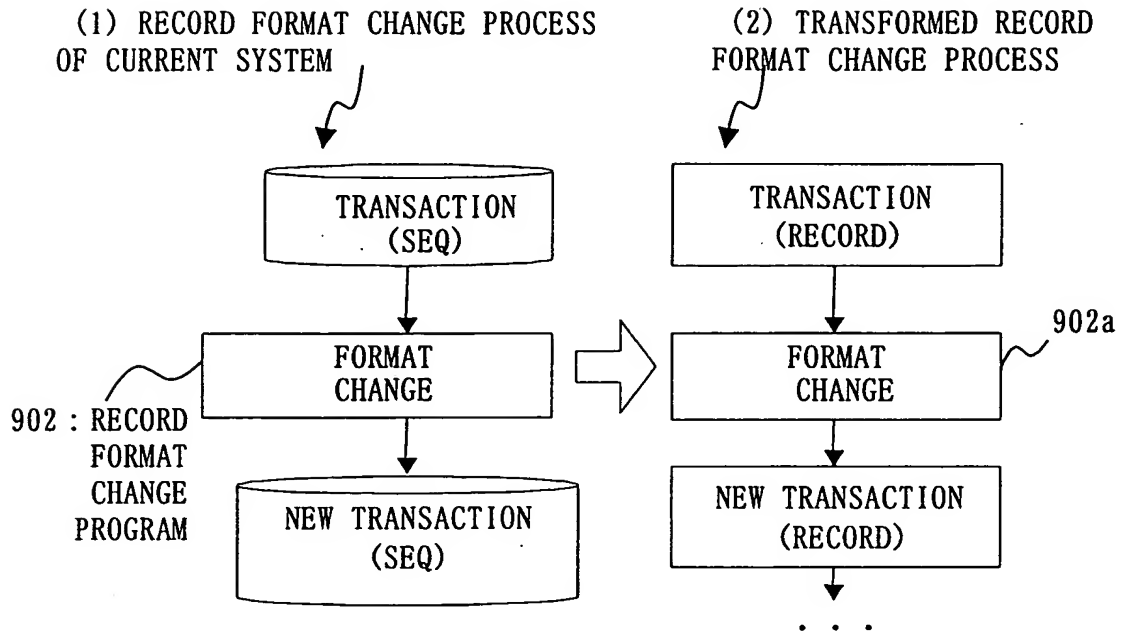 (1) RECORD FORMAT CHANGE PROCESS
OF CURRENT SYSTEM
TRANSACTION
(SEQ)
FORMAT
CHANGE
902 : RECORD
FORMAT
CHANGE
PROGRAM
NEW TRANSACTION
(SEQ)
(2) TRANSFORMED RECORD
FORMAT CHANGE PROCESS
TRANSACTION
(RECORD)
902a
FORMAT
CHANGE
NEW TRANSACTION
(RECORD)
. . .